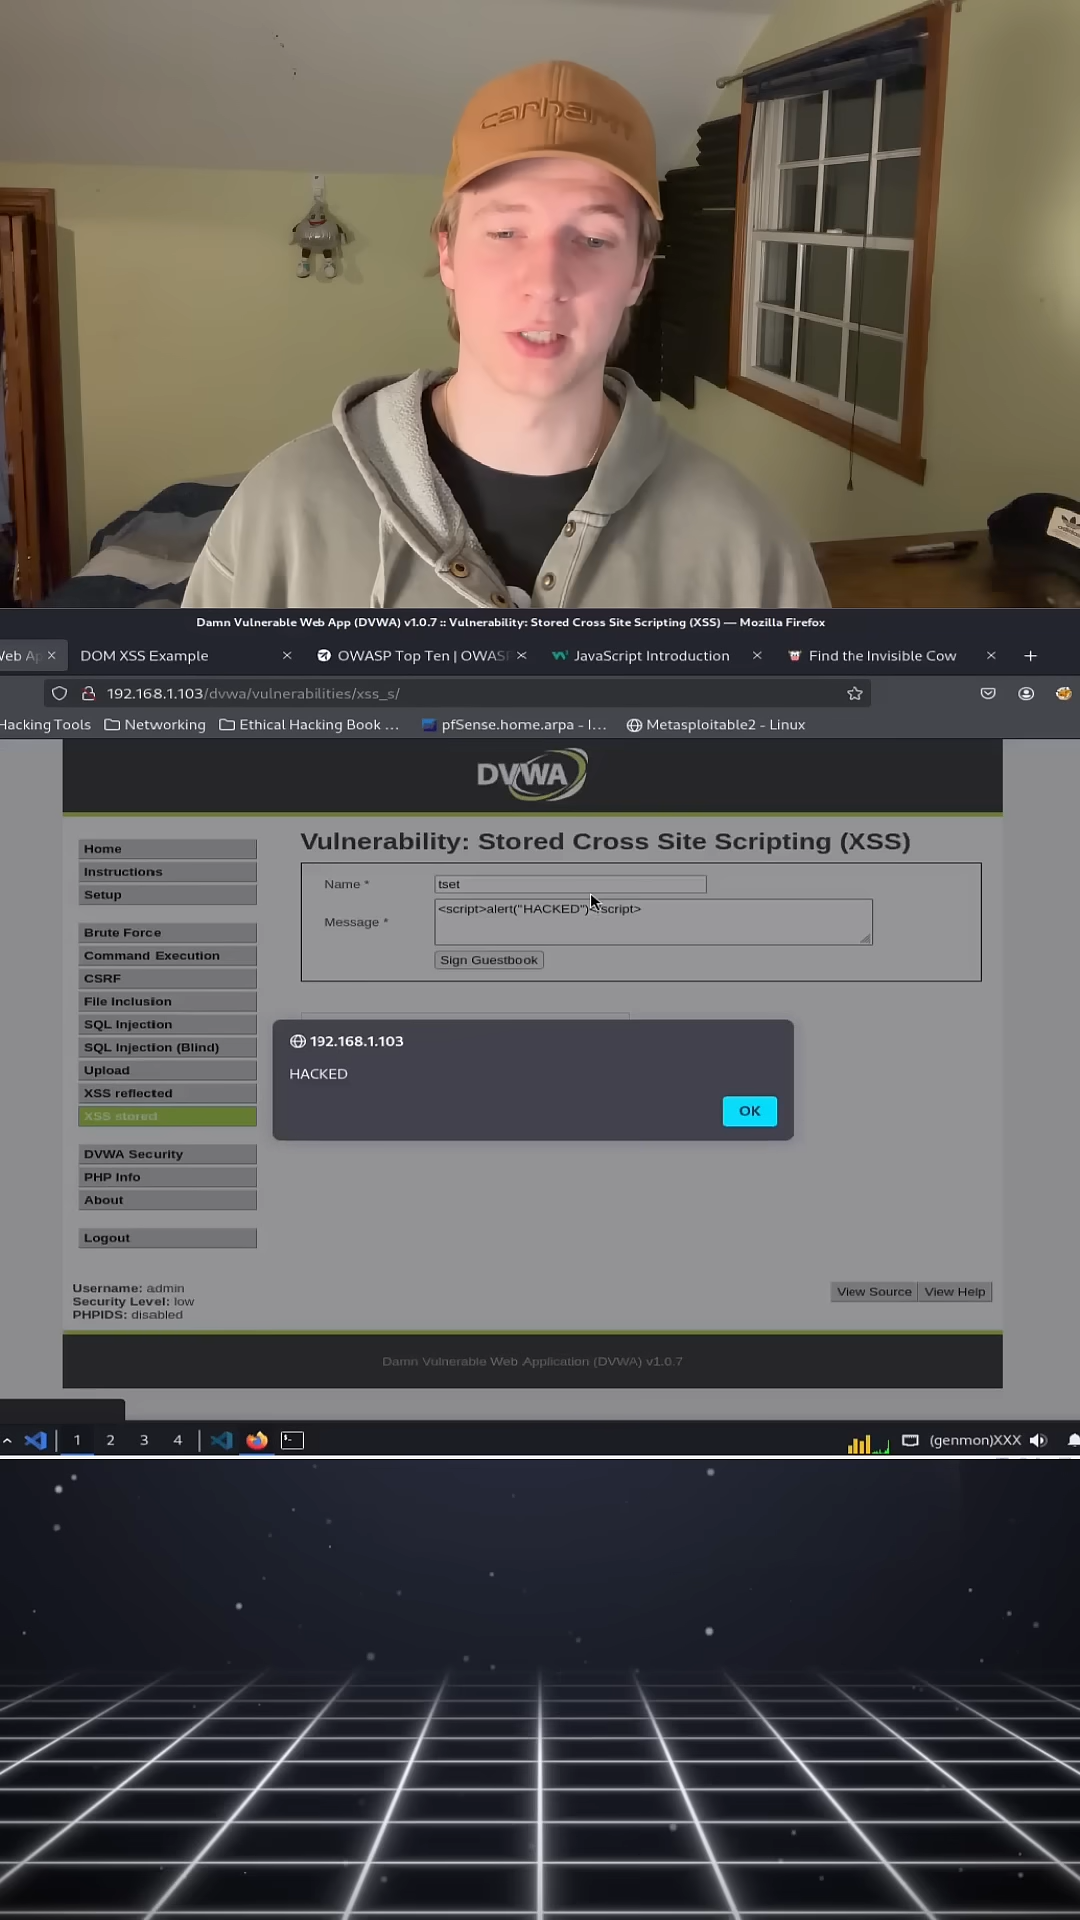 carhartt
adidas
Damn Vulnerable Web App (DVWA) v1.0.7 :: Vulnerability: Stored Cross Site Scripting (XSS) — Mozilla Firefox
DOM XSS Example
OWASP Top Ten | OWAS
JavaScript Introduction
Find the Invisible Cow
192.168.1.103/dvwa/vulnerabilities/xss_s/
Hacking Tools
Networking
Ethical Hacking Book ...
pfSense.home.arpa - I...
Metasploitable2 - Linux
DVWA
Vulnerability: Stored Cross Site Scripting (XSS)
Name * tset
Message * <script>alert("HACKED")</script>
Sign Guestbook
Home
Instructions
Setup
Brute Force
Command Execution
CSRF
File Inclusion
SQL Injection
SQL Injection (Blind)
Upload
XSS reflected
XSS stored
DVWA Security
PHP Info
About
Logout
192.168.1.103
HACKED
OK
Username: admin
Security Level: low
PHPIDS: disabled
View Source
View Help
Damn Vulnerable Web Application (DVWA) v1.0.7
1 2 3 4
(genmon)XXX